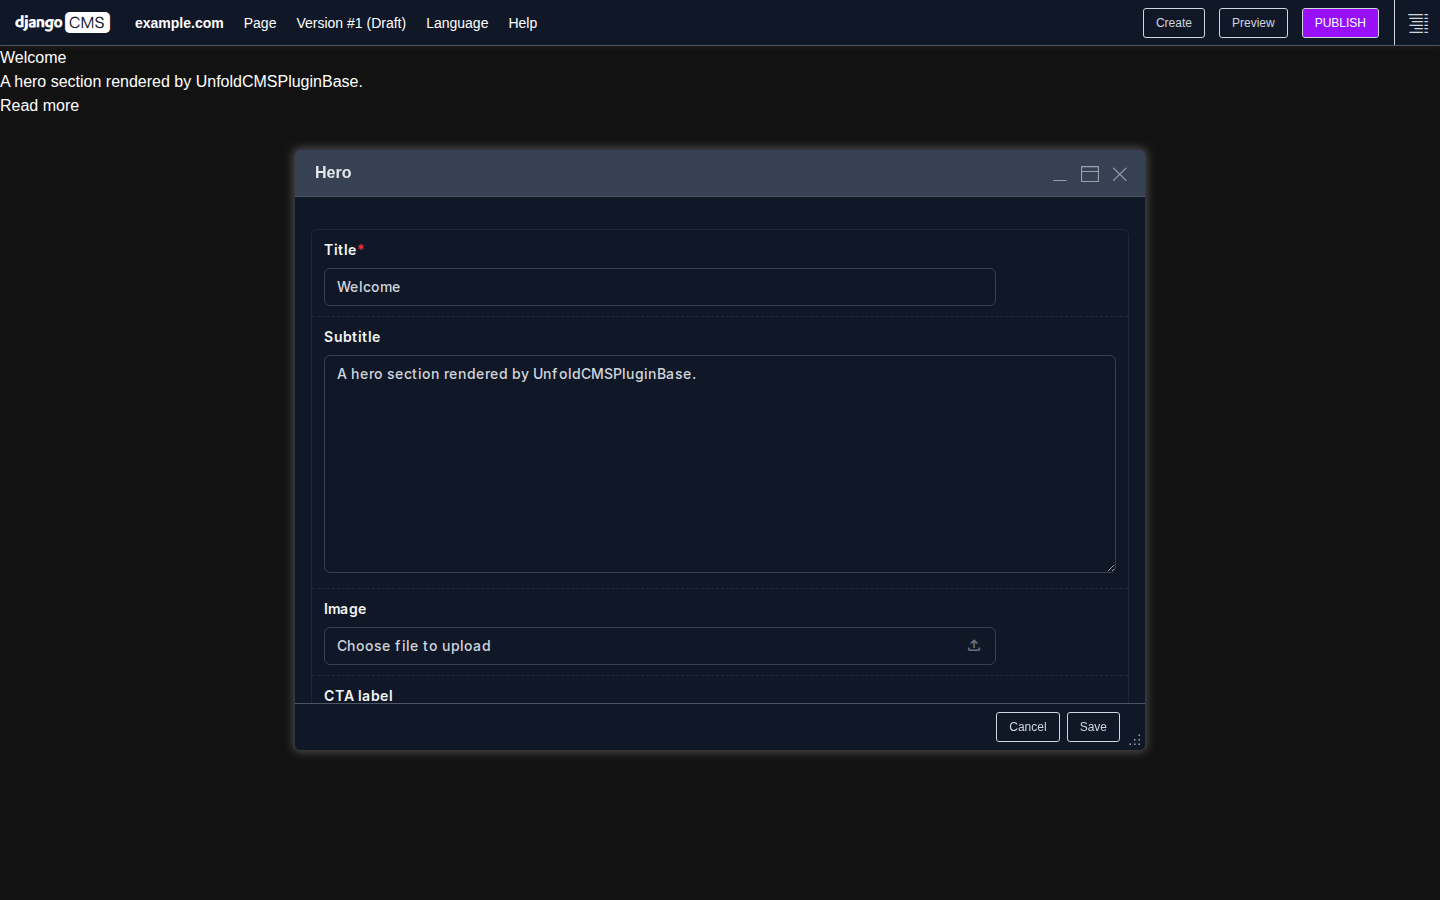 django CMS example.com Page Version #1 (Draft) Language Help Create Preview PUBLISH
Welcome
A hero section rendered by UnfoldCMSPluginBase.
Read more
Hero
Title*
Welcome
Subtitle
A hero section rendered by UnfoldCMSPluginBase.
Image
Choose file to upload
CTA label
Cancel Save